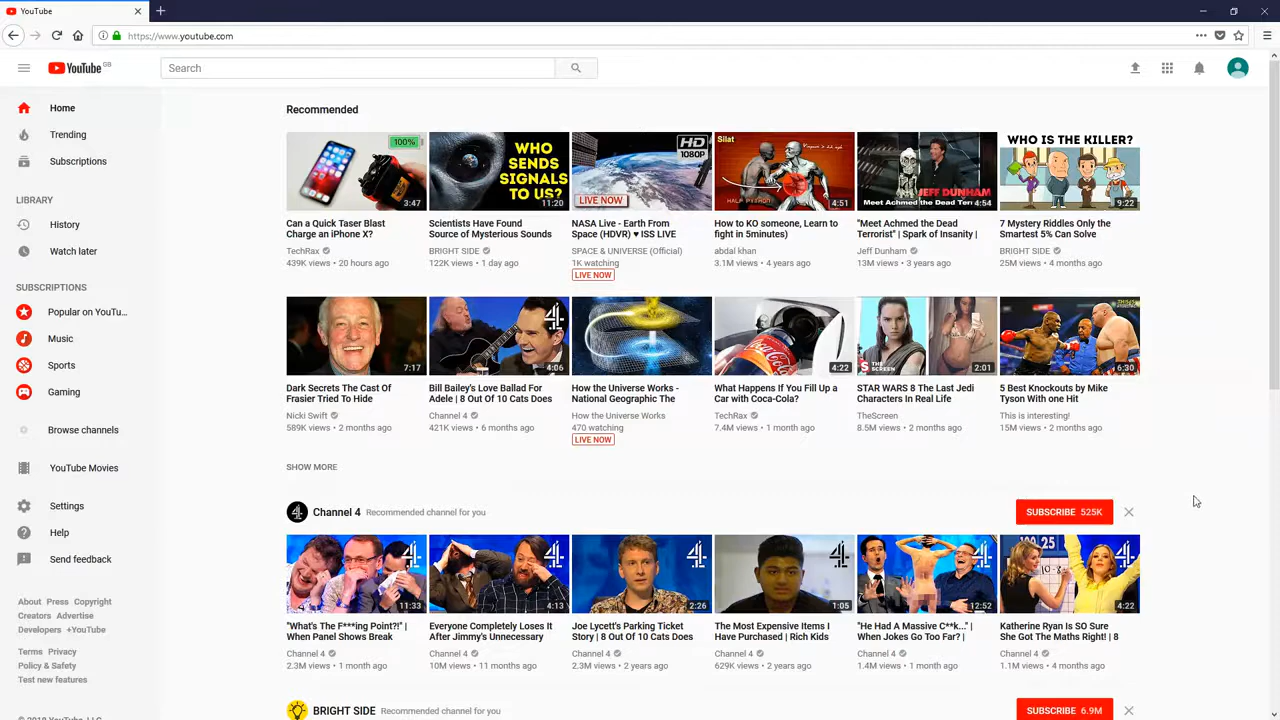 YouTube
https://www.youtube.com
YouTube GB
Search
Home
Trending
Subscriptions
LIBRARY
History
Watch later
SUBSCRIPTIONS
Popular on YouTu...
Music
Sports
Gaming
Browse channels
YouTube Movies
Settings
Help
Send feedback
About Press Copyright
Creators Advertise
Developers +YouTube
Terms Privacy
Policy & Safety
Test new features
© 2018 YouTube, LLC
Recommended
100%
3:47
Can a Quick Taser Blast
Charge an iPhone X?
TechRax
439K views • 20 hours ago
WHO
SENDS
SIGNALS
TO US?
11:20
Scientists Have Found
Source of Mysterious Sounds
BRIGHT SIDE
122K views • 1 day ago
HD
1080P
LIVE NOW
NASA Live - Earth From
Space (HDVR) ♥ ISS LIVE
SPACE & UNIVERSE (Official)
1K watching
LIVE NOW
Silat
HALF PYTHON
4:51
How to KO someone, Learn to
fight in 5minutes)
abdal khan
3.1M views • 4 years ago
JEFF DUNHAM
Meet Achmed the Dead Terr
4:54
"Meet Achmed the Dead
Terrorist" | Spark of Insanity |
Jeff Dunham
13M views • 3 years ago
WHO IS THE KILLER?
9:22
7 Mystery Riddles Only the
Smartest 5% Can Solve
BRIGHT SIDE
25M views • 4 months ago
7:17
Dark Secrets The Cast Of
Frasier Tried To Hide
Nicki Swift
589K views • 2 months ago
4
4:06
Bill Bailey's Love Ballad For
Adele | 8 Out Of 10 Cats Does
Channel 4
421K views • 6 months ago
How the Universe Works -
National Geographic The
How the Universe Works
470 watching
LIVE NOW
Coca-Cola
4:22
What Happens If You Fill Up a
Car with Coca-Cola?
TechRax
7.4M views • 1 month ago
THE
SCREEN
2:01
STAR WARS 8 The Last Jedi
Characters In Real Life
TheScreen
8.5M views • 2 months ago
6:30
5 Best Knockouts by Mike
Tyson With one Hit
This is interesting!
15M views • 2 months ago
SHOW MORE
4
Channel 4 Recommended channel for you
SUBSCRIBE 525K
4
11:33
"What's The F***ing Point?!" |
When Panel Shows Break
Channel 4
2.3M views • 1 month ago
4
4:13
Everyone Completely Loses It
After Jimmy's Unnecessary
Channel 4
10M views • 11 months ago
4
2:26
Joe Lycett's Parking Ticket
Story | 8 Out Of 10 Cats Does
Channel 4
2.3M views • 2 years ago
4
1:05
The Most Expensive Items I
Have Purchased | Rich Kids
Channel 4
629K views • 2 years ago
4
12:52
"He Had A Massive C**k..." |
When Jokes Go Too Far? |
Channel 4
1.4M views • 1 month ago
4
4:22
Katherine Ryan IS SO Sure
She Got The Maths Right! | 8
Channel 4
1.1M views • 4 months ago
BRIGHT SIDE Recommended channel for you
SUBSCRIBE 6.9M